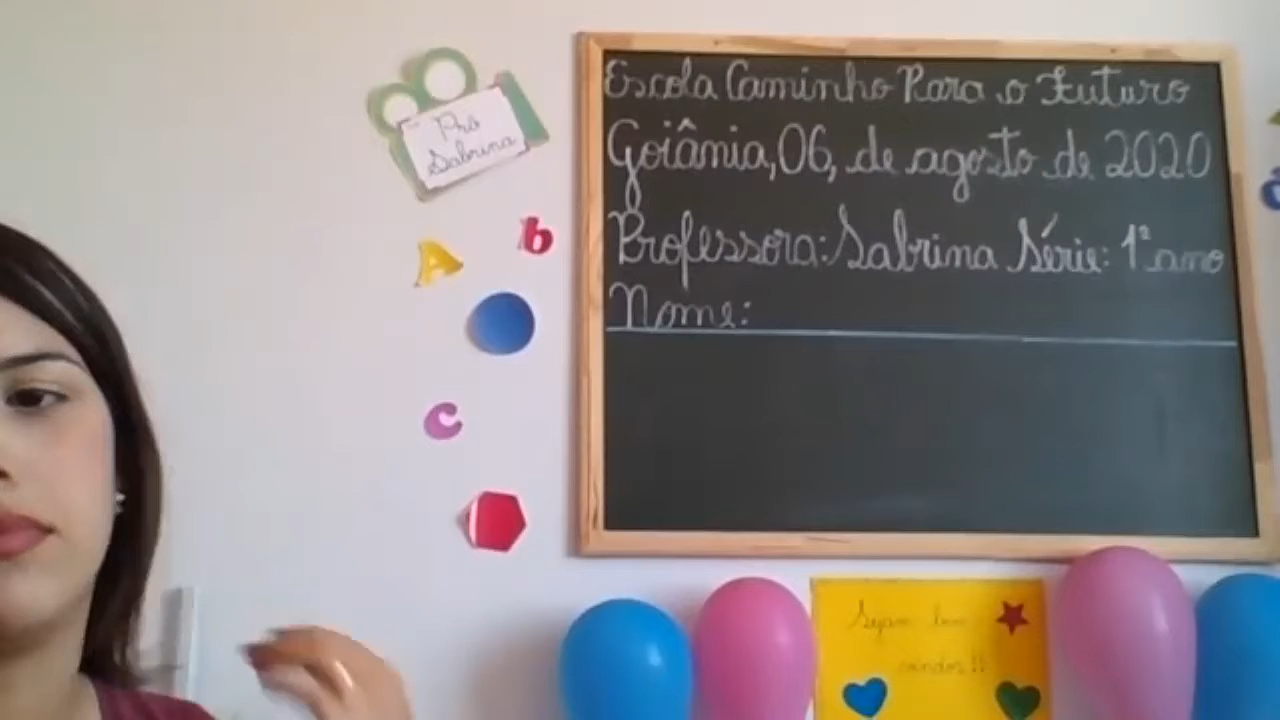 Escola Caminho Para o Futuro
Goiânia, 06, de agosto de 2020
Professora: Sabrina Série: 1ª ano
Nome:
Prô
Sabrina
A
b
c
Sejam bem
vindos!!